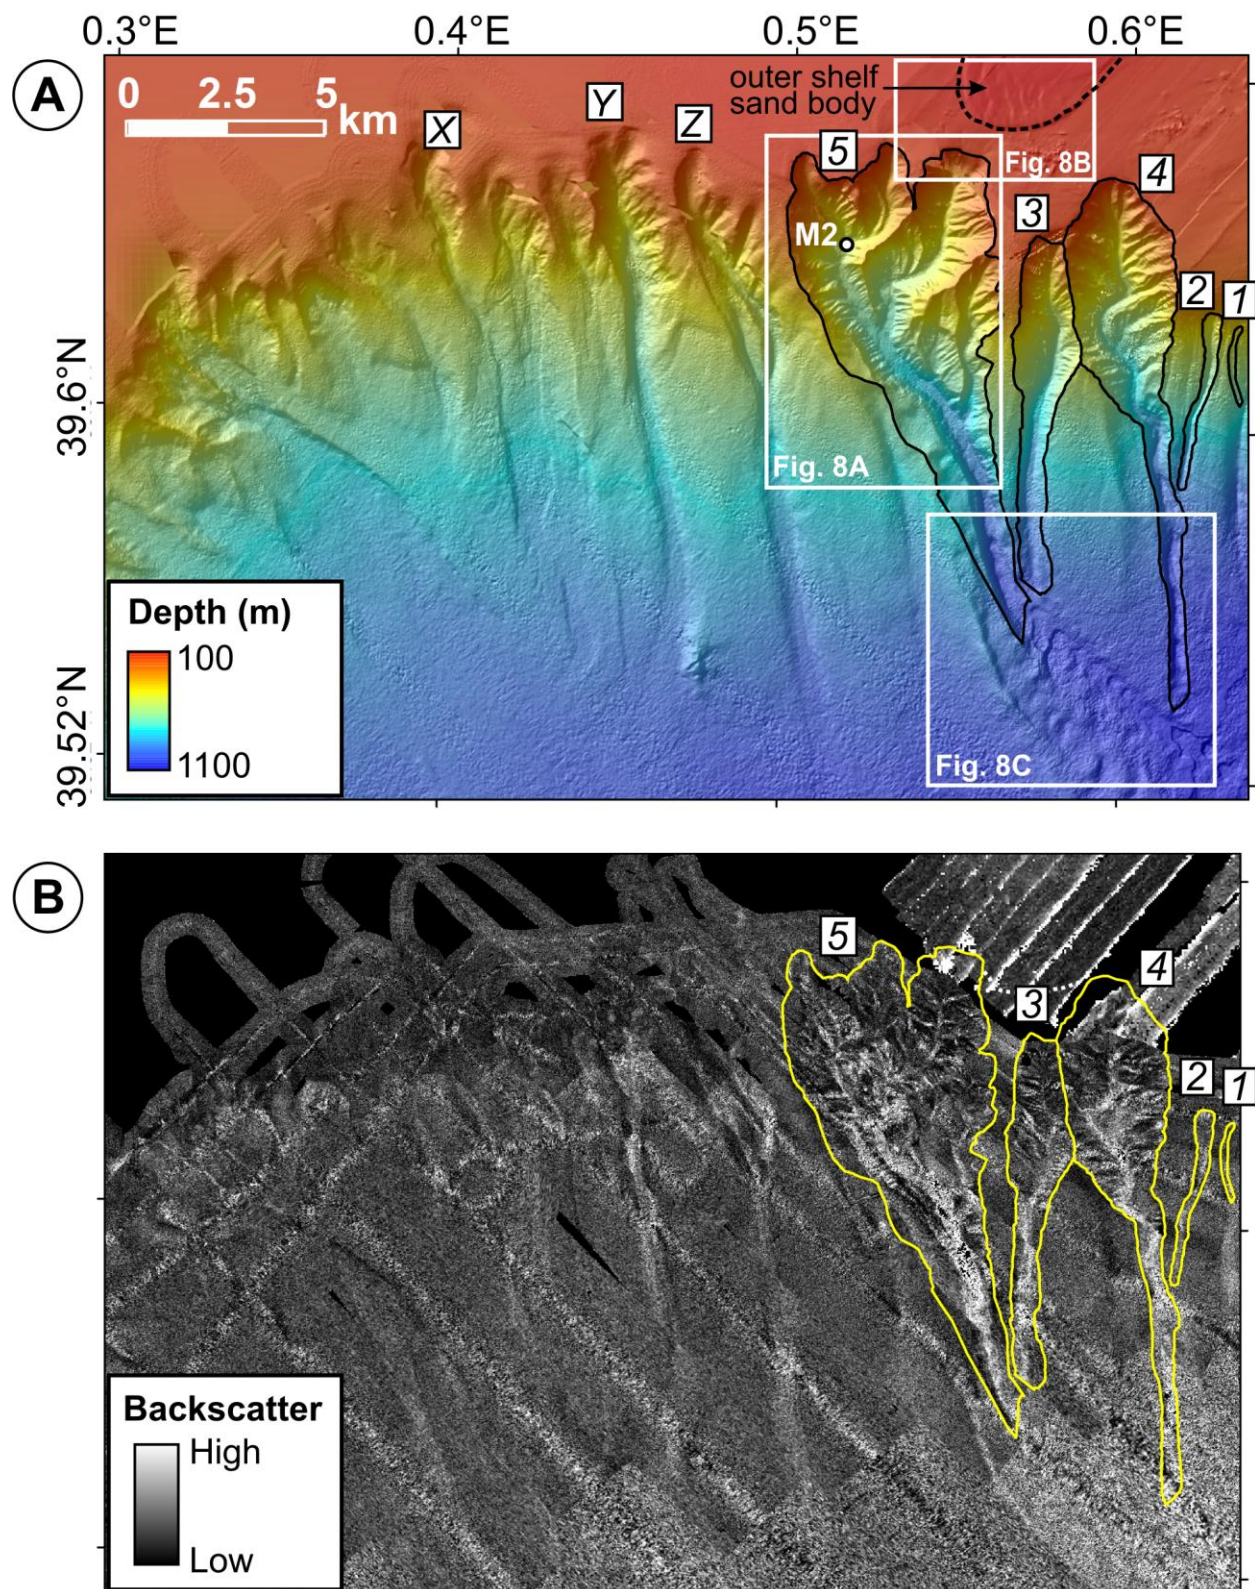 0.3°E 0.4°E 0.5°E 0.6°E
A
0 2.5 5 km
outer shelf
sand body
X Y Z 5 4
Fig. 8B
3
M2
2 1
39.6°N
Fig. 8A
Depth (m)
100
1100
39.52°N
Fig. 8C
B
5 4
3
2 1
Backscatter
High
Low